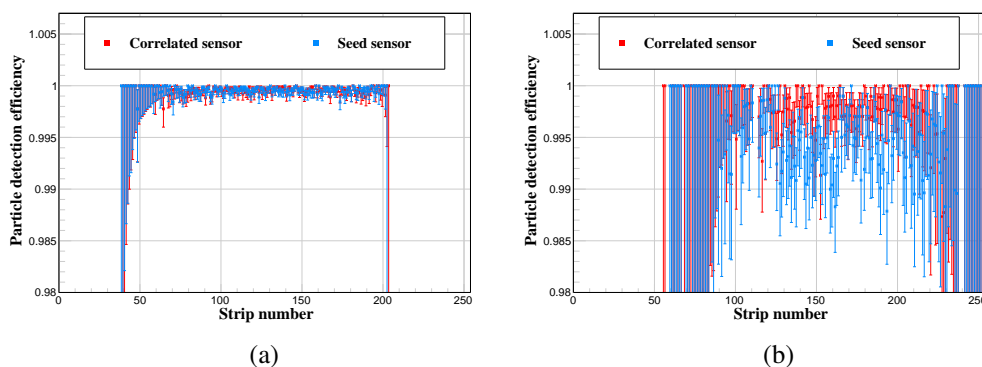 Correlated sensor Seed sensor
Particle detection efficiency
1.005
1
0.995
0.99
0.985
0.98
0 50 100 150 200 250
Strip number
(a)
Correlated sensor Seed sensor
Particle detection efficiency
1.005
1
0.995
0.99
0.985
0.98
0 50 100 150 200 250
Strip number
(b)